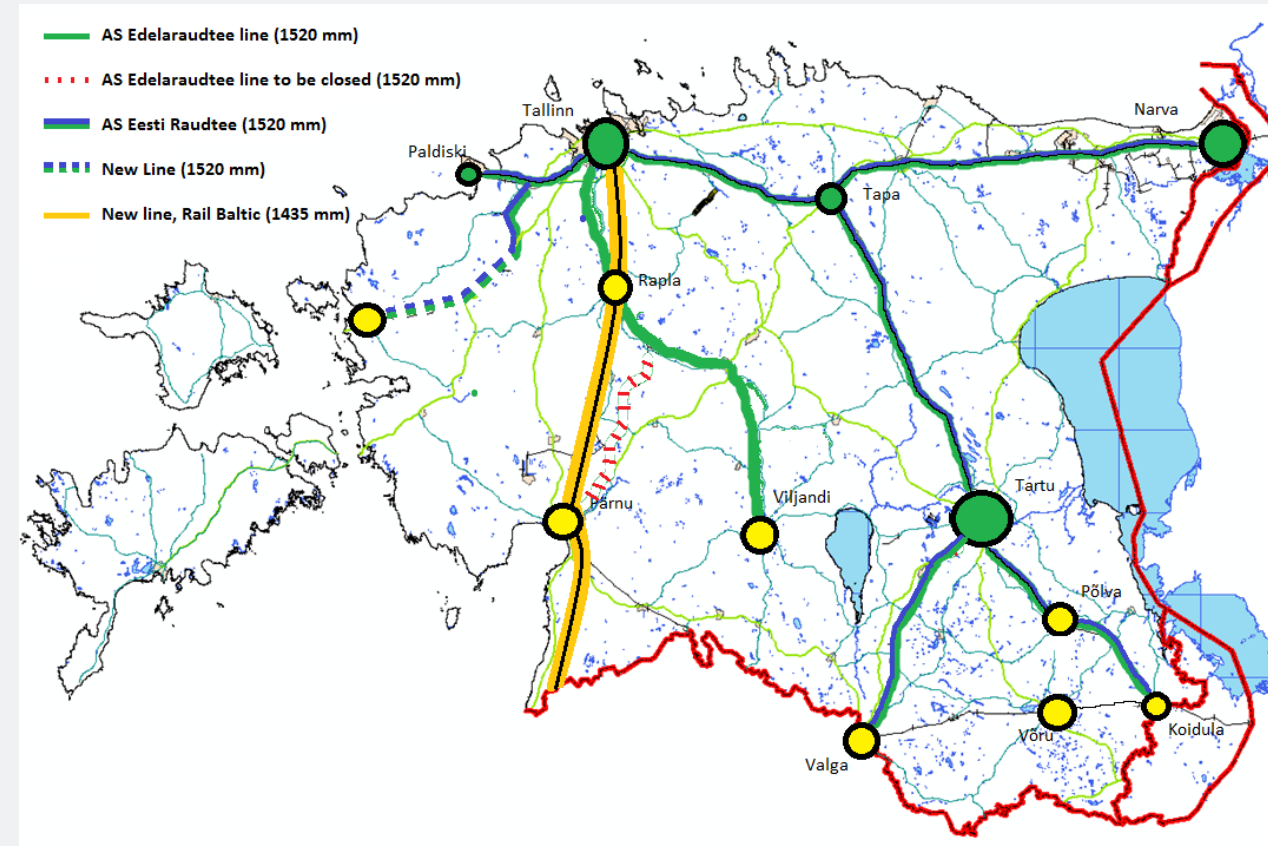 AS Edelaraudtee line (1520 mm)
AS Edelaraudtee line to be closed (1520 mm)
AS Eesti Raudtee (1520 mm)
New Line (1520 mm)
New line, Rail Baltic (1435 mm)
Tallinn
Narva
Paldiski
Tapa
Rapla
Tartu
Viljandi
Pärnu
Põlva
Võru
Koidula
Valga